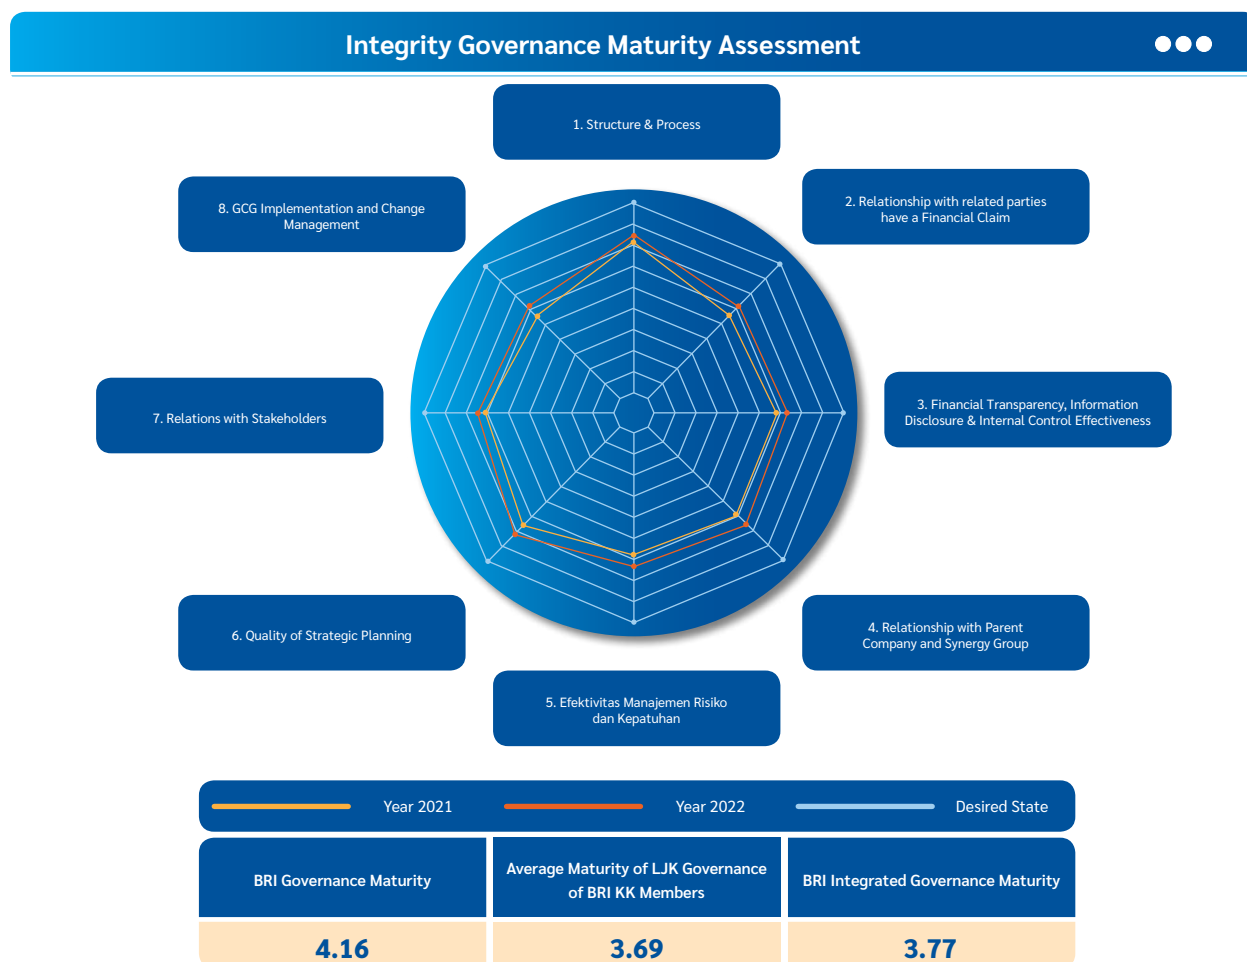 Integrity Governance Maturity Assessment
1. Structure & Process
2. Relationship with related parties
have a Financial Claim
3. Financial Transparency, Information
Disclosure & Internal Control Effectiveness
4. Relationship with Parent
Company and Synergy Group
5. Efektivitas Manajemen Risiko
dan Kepatuhan
6. Quality of Strategic Planning
7. Relations with Stakeholders
8. GCG Implementation and Change
Management
Year 2021
Year 2022
Desired State
BRI Governance Maturity
Average Maturity of LJK Governance
of BRI KK Members
BRI Integrated Governance Maturity
4.16
3.69
3.77